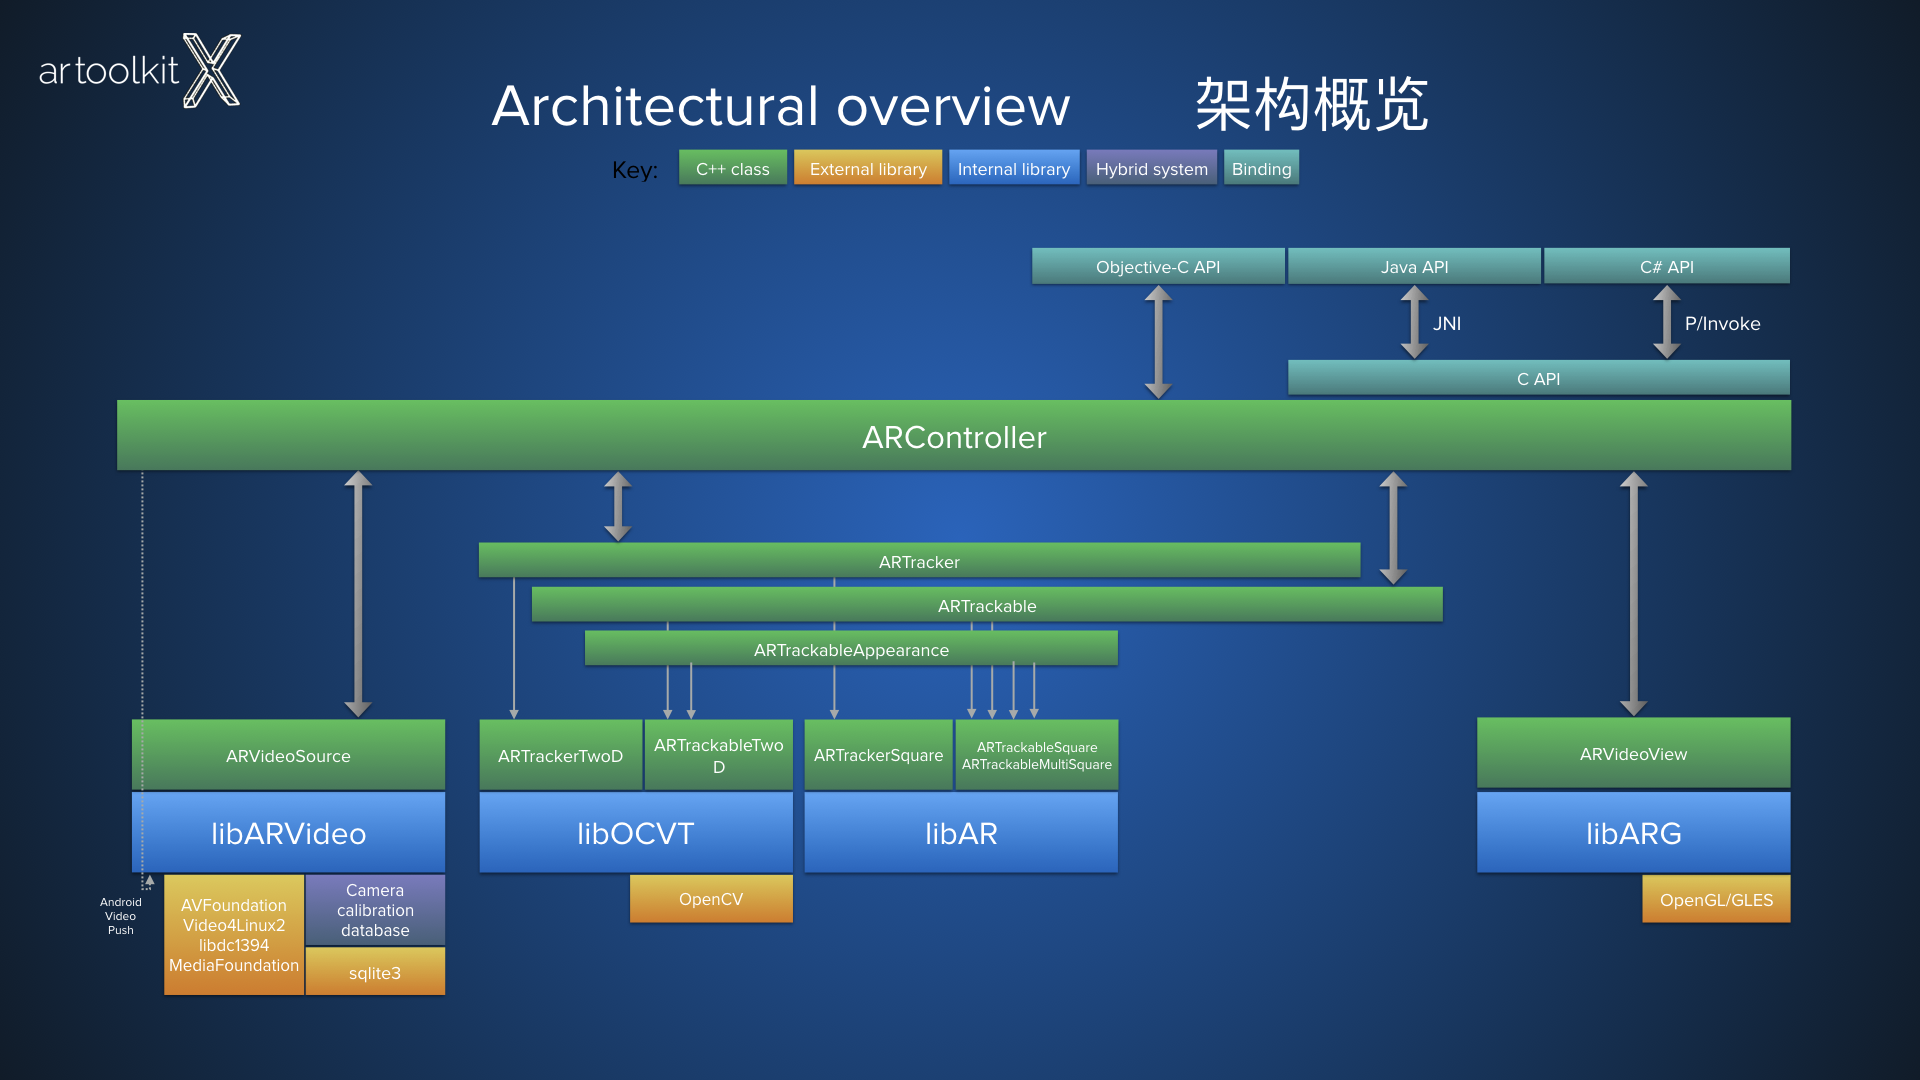 artoolkitX
Architectural overview 架构概览
Key: C++ class External library Internal library Hybrid system Binding
Objective-C API Java API C# API
JNI P/Invoke
C API
ARController
ARTracker
ARTrackable
ARTrackableAppearance
ARVideoSource
ARTrackerTwoD
ARTrackableTwo
D
ARTrackerSquare
ARTrackableSquare
ARTrackableMultiSquare
ARVideoView
libARVideo libOCVT libAR libARG
Android
Video
Push
AVFoundation
Video4Linux2
libdc1394
MediaFoundation
Camera
calibration
database
sqlite3
OpenCV
OpenGL/GLES